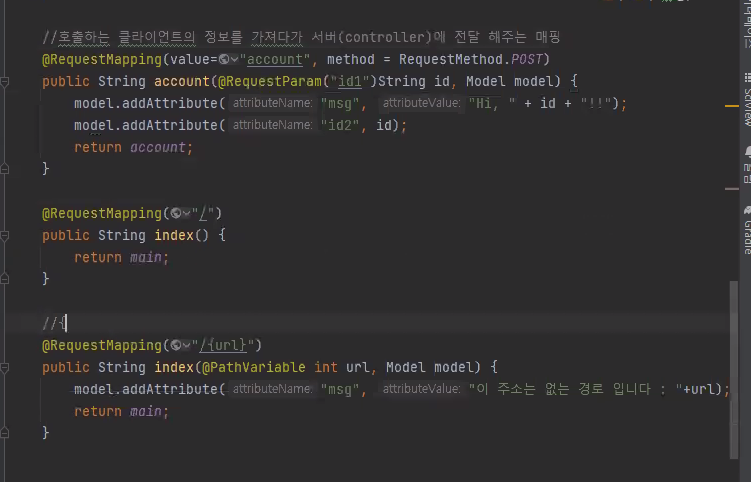 //호출하는 클라이언트의 정보를 가져다가 서버(controller)에 전달 해주는 매핑
@RequestMapping(value="account", method = RequestMethod.POST)
public String account(@RequestParam("id1")String id, Model model) {
model.addAttribute( attributeName: "msg", attributeValue: "Hi, " + id + "!!");
model.addAttribute( attributeName: "id2", id);
return account;
}
@RequestMapping("/")
public String index() {
return main;
}
//{
@RequestMapping("/{url}")
public String index(@PathVariable int url, Model model) {
model.addAttribute( attributeName: "msg", attributeValue: "이 주소는 없는 경로 입니다 : "+url);
return main;
}
SciView
Gradle